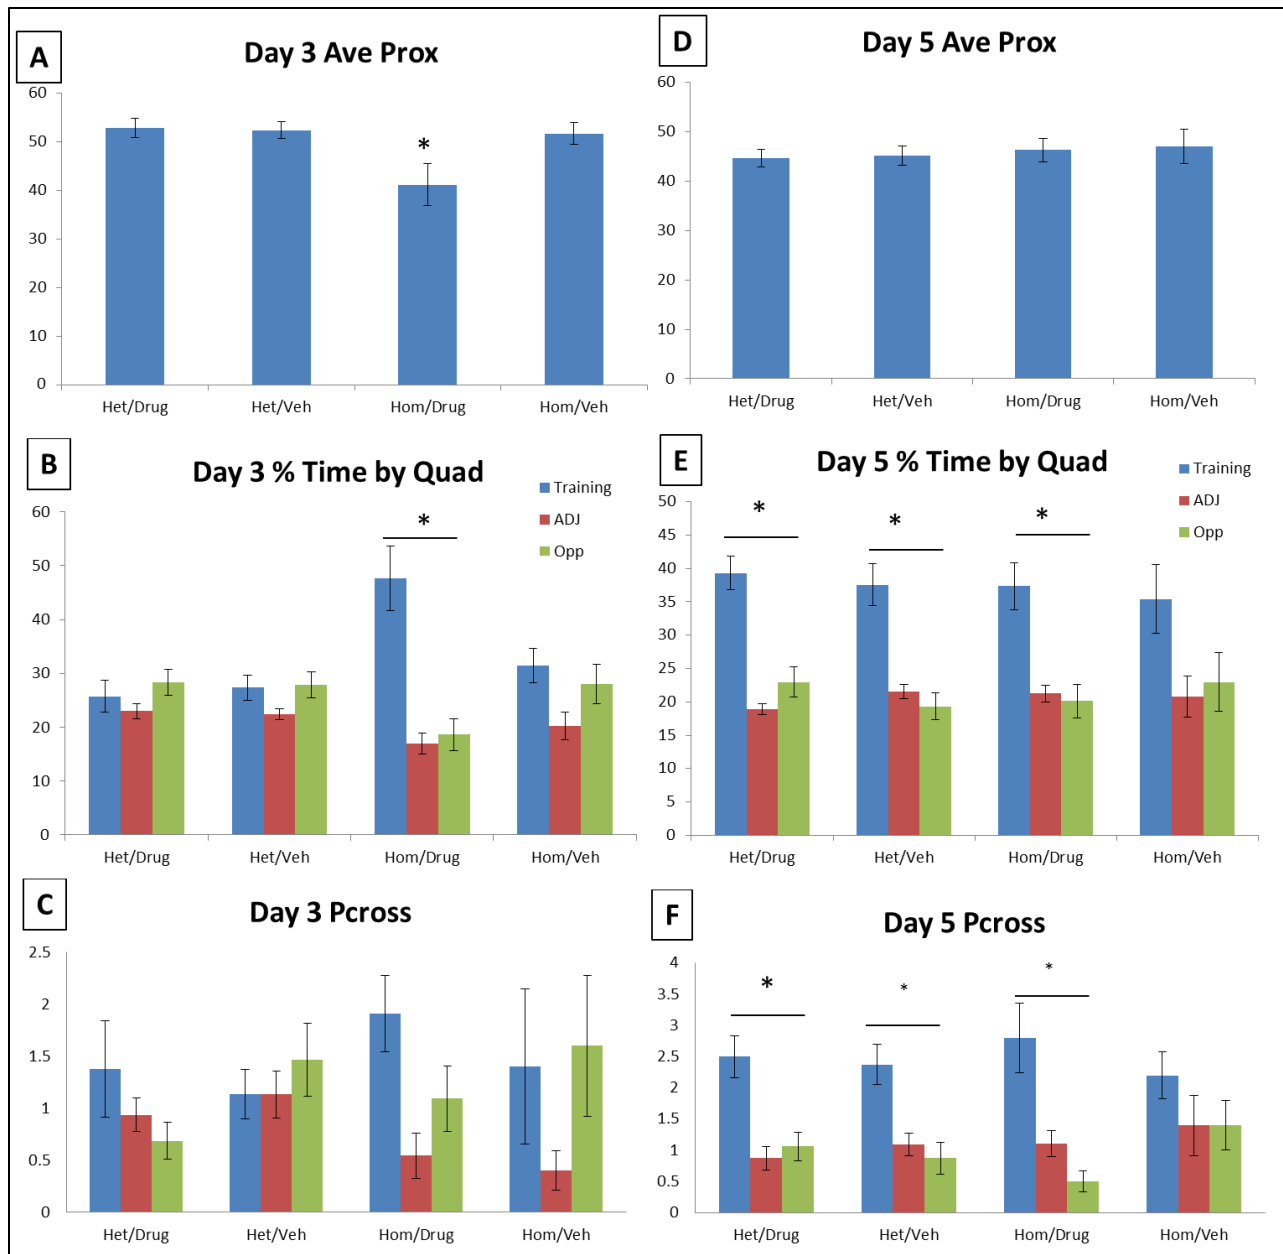 A
Day 3 Ave Prox
60
50
40
30
20
10
0
*
Het/Drug Het/Veh Hom/Drug Hom/Veh
D
Day 5 Ave Prox
60
50
40
30
20
10
0
Het/Drug Het/Veh Hom/Drug Hom/Veh
B
Day 3 % Time by Quad
Training
ADJ
Opp
60
50
40
30
20
10
0
*
Het/Drug Het/Veh Hom/Drug Hom/Veh
E
Day 5 % Time by Quad
Training
ADJ
Opp
50
45
40
35
30
25
20
15
10
5
0
* * *
Het/Drug Het/Veh Hom/Drug Hom/Veh
C
Day 3 Pcross
2.5
2
1.5
1
0.5
0
Het/Drug Het/Veh Hom/Drug Hom/Veh
F
Day 5 Pcross
4
3.5
3
2.5
2
1.5
1
0.5
0
* * *
Het/Drug Het/Veh Hom/Drug Hom/Veh